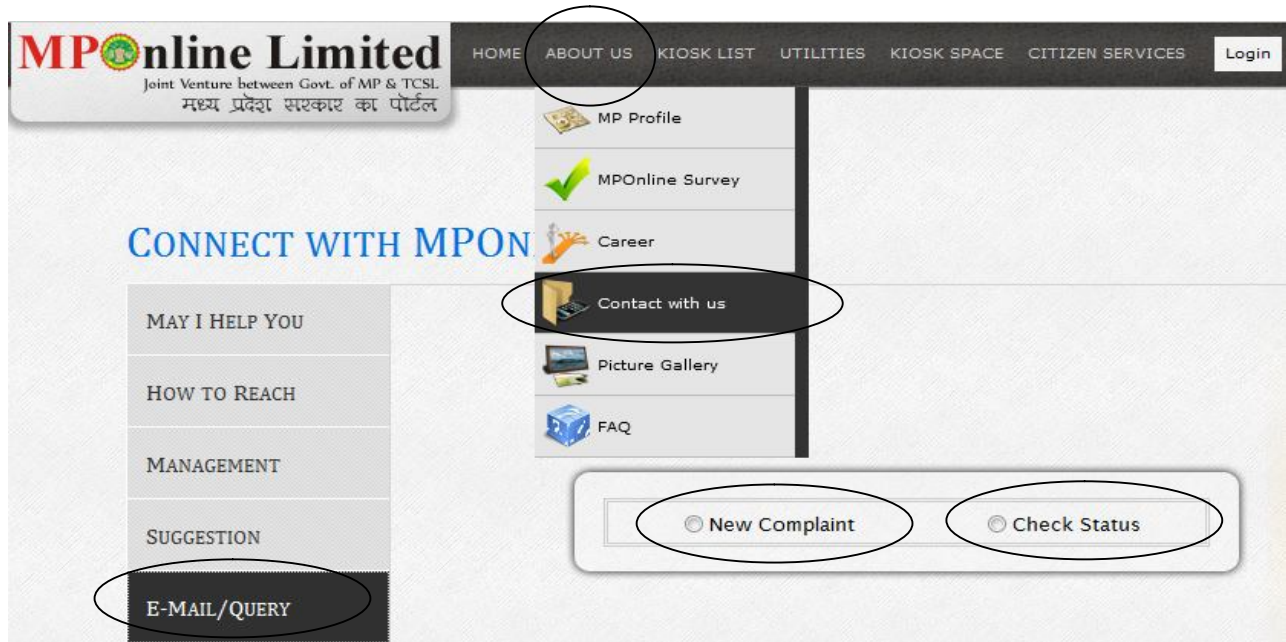 MPOnline Limited
Joint Venture between Govt. of MP & TCSL
मध्य प्रदेश सरकार का पोर्टल
HOME ABOUT US KIOSK LIST UTILITIES KIOSK SPACE CITIZEN SERVICES Login
MP Profile
MPOnline Survey
Career
Contact with us
Picture Gallery
FAQ
CONNECT WITH MPON
MAY I HELP YOU
HOW TO REACH
MANAGEMENT
SUGGESTION
E-MAIL/QUERY
New Complaint Check Status